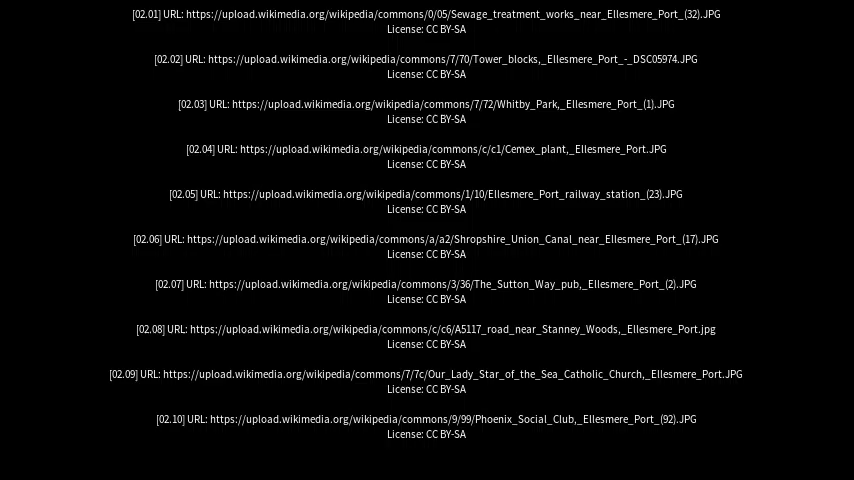 [02.01] URL: https://upload.wikimedia.org/wikipedia/commons/0/05/Sewage_treatment_works_near_Ellesmere_Port_(32).JPG
License: CC BY-SA
[02.02] URL: https://upload.wikimedia.org/wikipedia/commons/7/70/Tower_blocks,_Ellesmere_Port_-_DSC05974.JPG
License: CC BY-SA
[02.03] URL: https://upload.wikimedia.org/wikipedia/commons/7/72/Whitby_Park,_Ellesmere_Port_(1).JPG
License: CC BY-SA
[02.04] URL: https://upload.wikimedia.org/wikipedia/commons/c/c1/Cemex_plant,_Ellesmere_Port.JPG
License: CC BY-SA
[02.05] URL: https://upload.wikimedia.org/wikipedia/commons/1/10/Ellesmere_Port_railway_station_(23).JPG
License: CC BY-SA
[02.06] URL: https://upload.wikimedia.org/wikipedia/commons/a/a2/Shropshire_Union_Canal_near_Ellesmere_Port_(17).JPG
License: CC BY-SA
[02.07] URL: https://upload.wikimedia.org/wikipedia/commons/3/36/The_Sutton_Way_pub,_Ellesmere_Port_(2).JPG
License: CC BY-SA
[02.08] URL: https://upload.wikimedia.org/wikipedia/commons/c/c6/A5117_road_near_Stanney_Woods,_Ellesmere_Port.jpg
License: CC BY-SA
[02.09] URL: https://upload.wikimedia.org/wikipedia/commons/7/7c/Our_Lady_Star_of_the_Sea_Catholic_Church,_Ellesmere_Port.JPG
License: CC BY-SA
[02.10] URL: https://upload.wikimedia.org/wikipedia/commons/9/99/Phoenix_Social_Club,_Ellesmere_Port_(92).JPG
License: CC BY-SA